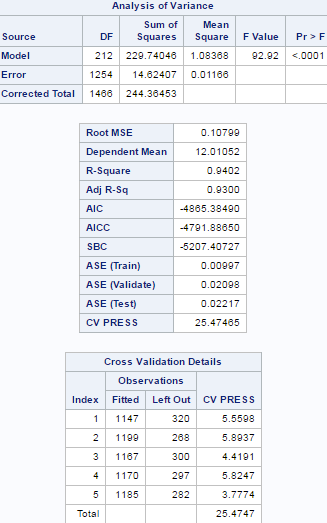 Analysis of Variance
Source DF Sum of Squares Mean Square F Value Pr > F
Model 212 229.74046 1.08368 92.92 <.0001
Error 1254 14.62407 0.01166
Corrected Total 1466 244.36453
Root MSE 0.10799
Dependent Mean 12.01052
R-Square 0.9402
Adj R-Sq 0.9300
AIC -4865.38490
AICC -4791.88650
SBC -5207.40727
ASE (Train) 0.00997
ASE (Validate) 0.02098
ASE (Test) 0.02217
CV PRESS 25.47465
Cross Validation Details
Observations
Index Fitted Left Out CV PRESS
1 1147 320 5.5598
2 1199 268 5.8937
3 1167 300 4.4191
4 1170 297 5.8247
5 1185 282 3.7774
Total 25.4747